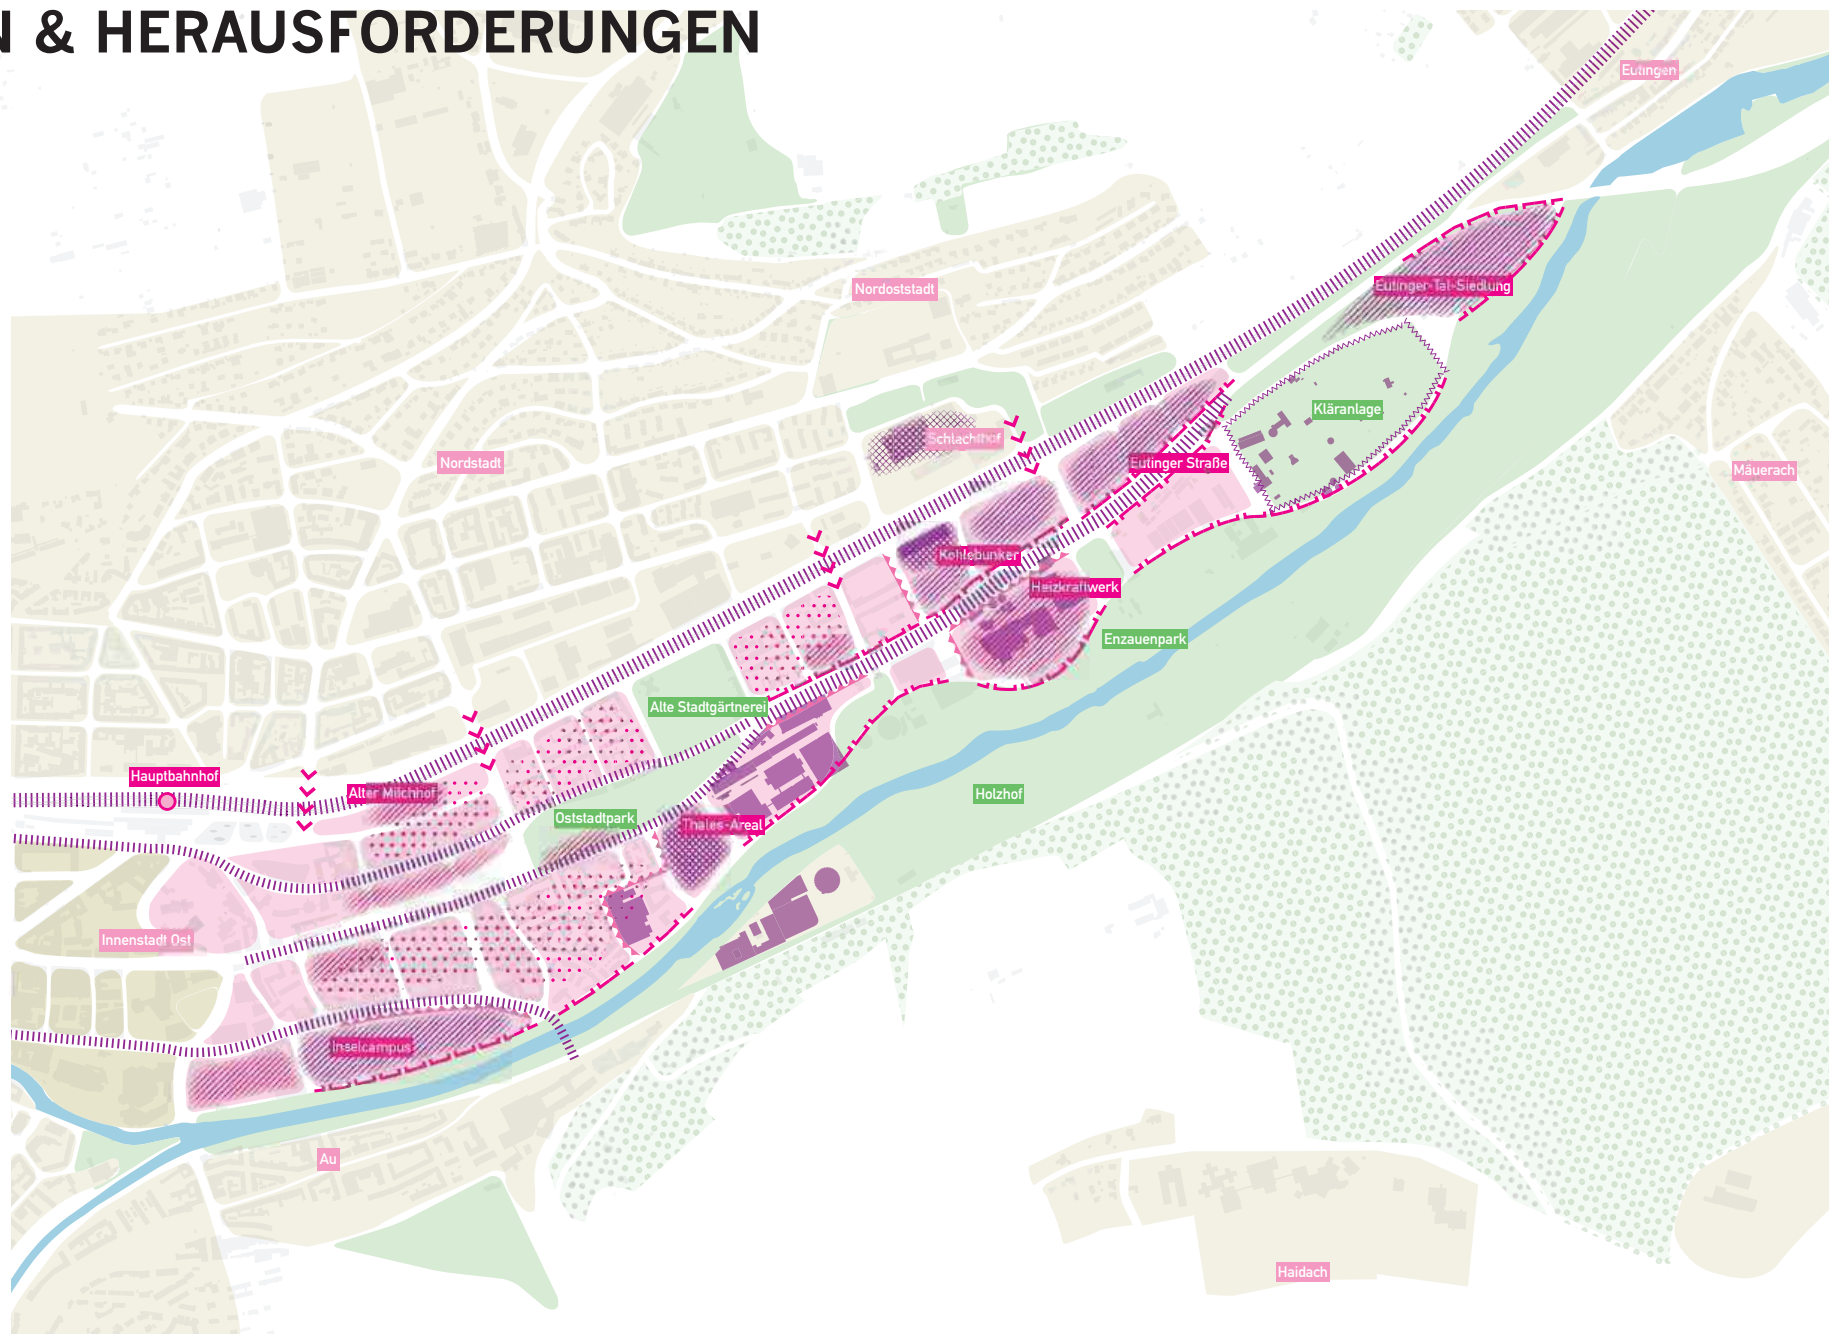 N & HERAUSFORDERUNGEN
Eutingen
Nordoststadt
Eutinger-Tal-Siedlung
Kläranlage
Schlachthof
Nordstadt
Eutinger Straße
Mäuerach
Kohlebunker
Heizkraftwerk
Enzauenpark
Alte Stadtgärtnerei
Hauptbahnhof
Alter Milchhof
Holzhof
Oststadtpark
Thales-Areal
Innenstadt Ost
Inselcampus
Au
Haidach